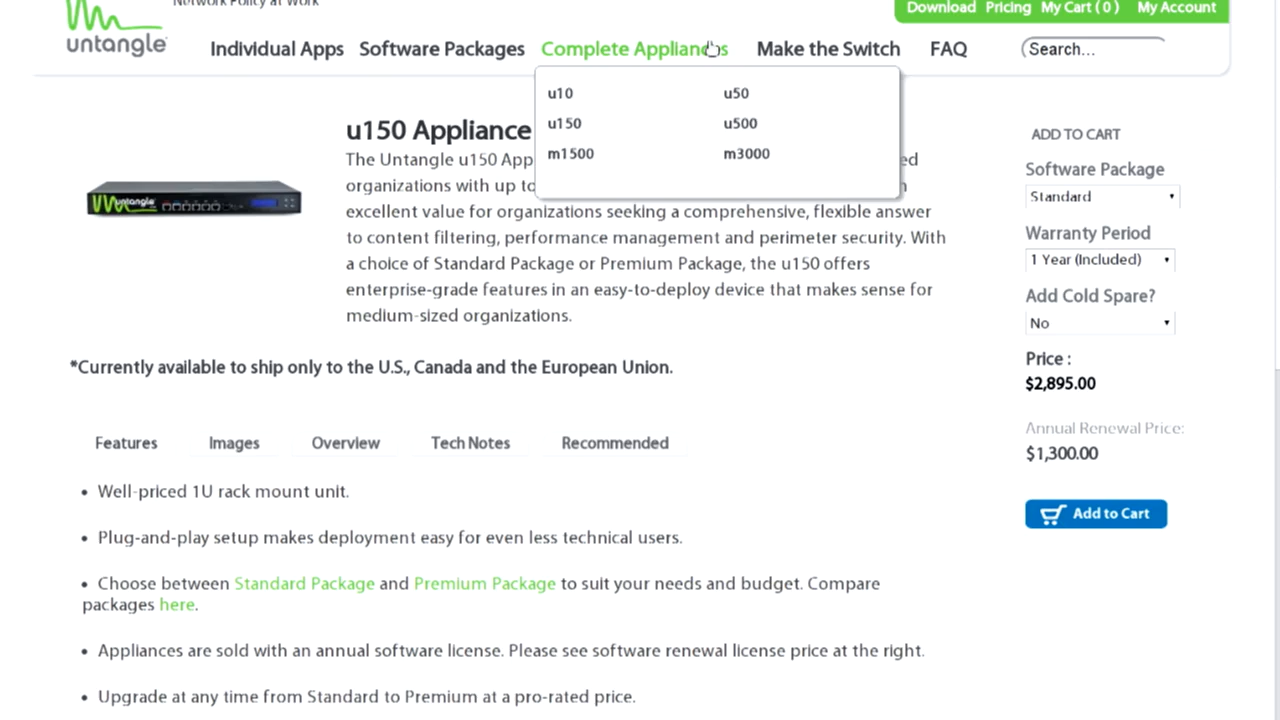 Network Policy at Work
Download Pricing My Cart ( 0 ) My Account
untangle
Individual Apps Software Packages Complete Appliances Make the Switch FAQ Search...
u10 u50
u150 u500
m1500 m3000
u150 Appliance
The Untangle u150 App ed
organizations with up to
excellent value for organizations seeking a comprehensive, flexible answer
to content filtering, performance management and perimeter security. With
a choice of Standard Package or Premium Package, the u150 offers
enterprise-grade features in an easy-to-deploy device that makes sense for
medium-sized organizations.
untangle
*Currently available to ship only to the U.S., Canada and the European Union.
ADD TO CART
Software Package
Standard
Warranty Period
1 Year (Included)
Add Cold Spare?
No
Price :
$2,895.00
Annual Renewal Price:
$1,300.00
Add to Cart
Features Images Overview Tech Notes Recommended
• Well-priced 1U rack mount unit.
• Plug-and-play setup makes deployment easy for even less technical users.
• Choose between Standard Package and Premium Package to suit your needs and budget. Compare
packages here.
• Appliances are sold with an annual software license. Please see software renewal license price at the right.
• Upgrade at any time from Standard to Premium at a pro-rated price.